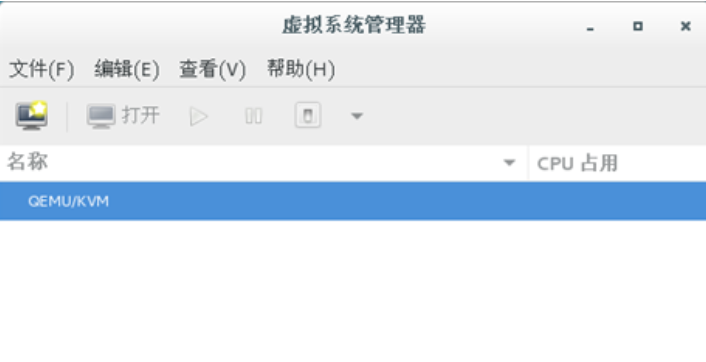 虚拟系统管理器
文件(F) 编辑(E) 查看(V) 帮助(H)
打开
名称 CPU 占用
QEMU/KVM